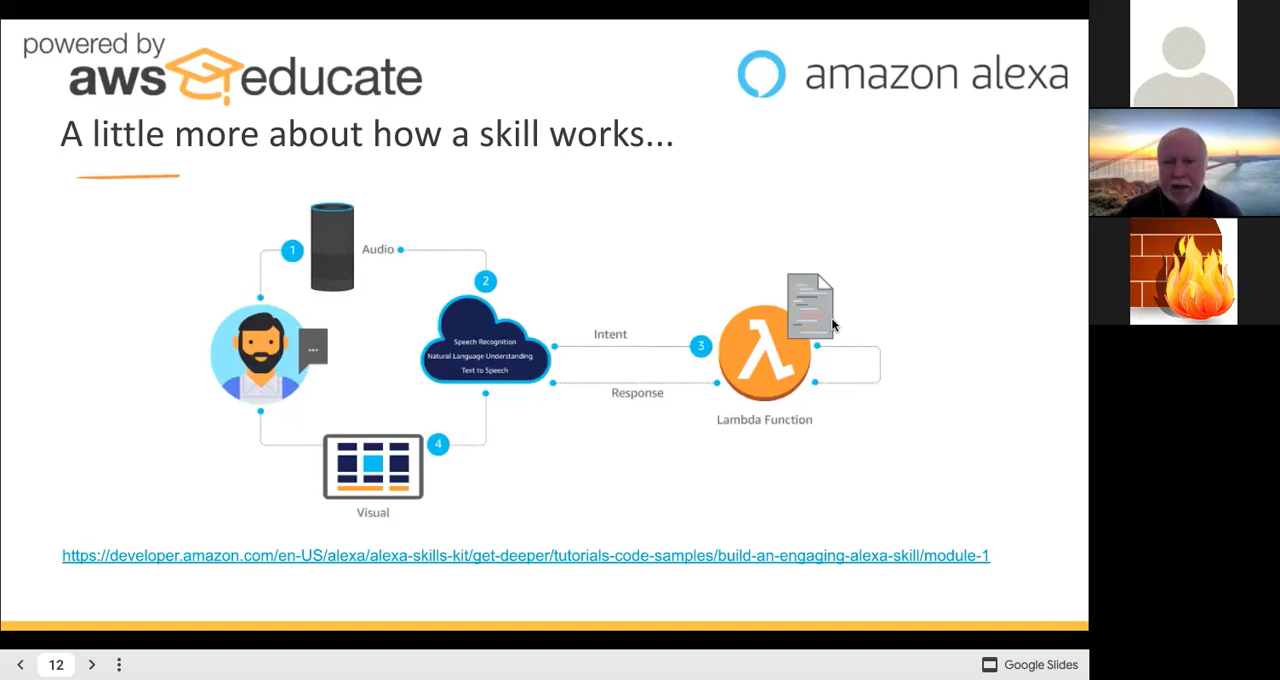 powered by
aws educate
amazon alexa
A little more about how a skill works...
1
Audio
2
...
Speech Recognition
Natural Language Understanding
Text to Speech
Intent
3
Response
Lambda Function
4
Visual
https://developer.amazon.com/en-US/alexa/alexa-skills-kit/get-deeper/tutorials-code-samples/build-an-engaging-alexa-skill/module-1
12
Google Slides